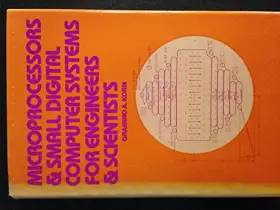 MICROPROCESSORS
& SMALL DIGITAL
COMPUTER SYSTEMS
FOR ENGINEERS
& SCIENTISTS
GRANINO A. KORN